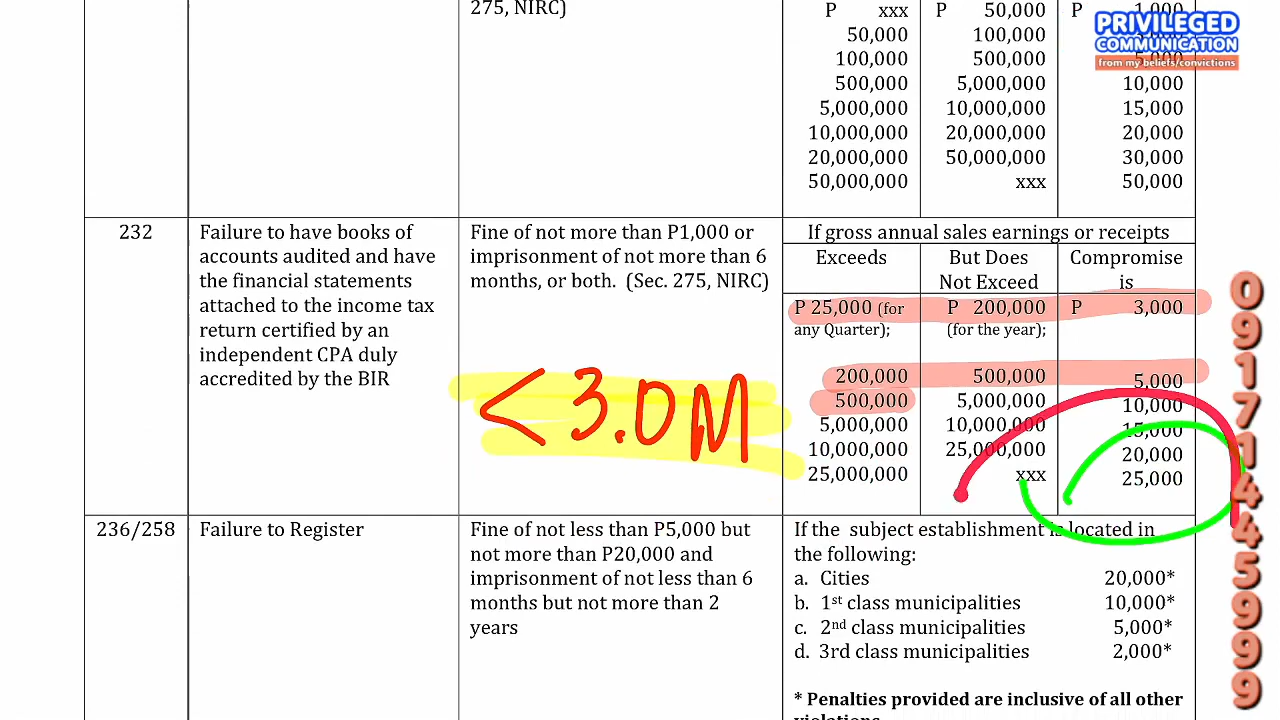 275, NIRC)
P xxx P 50,000 P 1,000
50,000 100,000
100,000 500,000 5,000
500,000 5,000,000 10,000
5,000,000 10,000,000 15,000
10,000,000 20,000,000 20,000
20,000,000 50,000,000 30,000
50,000,000 xxx 50,000
PRIVILEGED
COMMUNICATION
from my beliefs/convictions
232
Failure to have books of
accounts audited and have
the financial statements
attached to the income tax
return certified by an
independent CPA duly
accredited by the BIR
Fine of not more than P1,000 or
imprisonment of not more than 6
months, or both. (Sec. 275, NIRC)
If gross annual sales earnings or receipts
Exceeds
But Does
Not Exceed
Compromise
is
P 25,000 (for P 200,000 P 3,000
any Quarter); (for the year);
200,000 500,000 5,000
500,000 5,000,000 10,000
5,000,000 10,000,000 15,000
10,000,000 25,000,000 20,000
25,000,000 xxx 25,000
<3.0M
236/258
Failure to Register
Fine of not less than P5,000 but
not more than P20,000 and
imprisonment of not less than 6
months but not more than 2
years
If the subject establishment is located in
the following:
a. Cities 20,000*
b. 1st class municipalities 10,000*
c. 2nd class municipalities 5,000*
d. 3rd class municipalities 2,000*
* Penalties provided are inclusive of all other
violations
09171445999